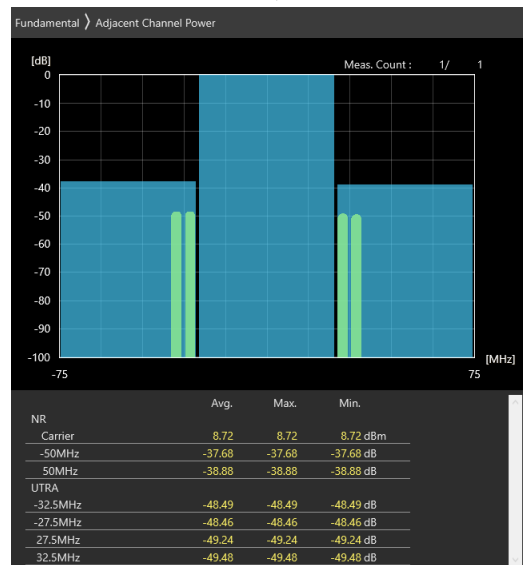 Fundamental ⟩ Adjacent Channel Power
[dB]
Meas. Count : 1/ 1
0
-10
-20
-30
-40
-50
-60
-70
-80
-90
-100
[MHz]
-75 75
Avg. Max. Min.
NR
Carrier 8.72 8.72 8.72 dBm
-50MHz -37.68 -37.68 -37.68 dB
50MHz -38.88 -38.88 -38.88 dB
UTRA
-32.5MHz -48.49 -48.49 -48.49 dB
-27.5MHz -48.46 -48.46 -48.46 dB
27.5MHz -49.24 -49.24 -49.24 dB
32.5MHz -49.48 -49.48 -49.48 dB